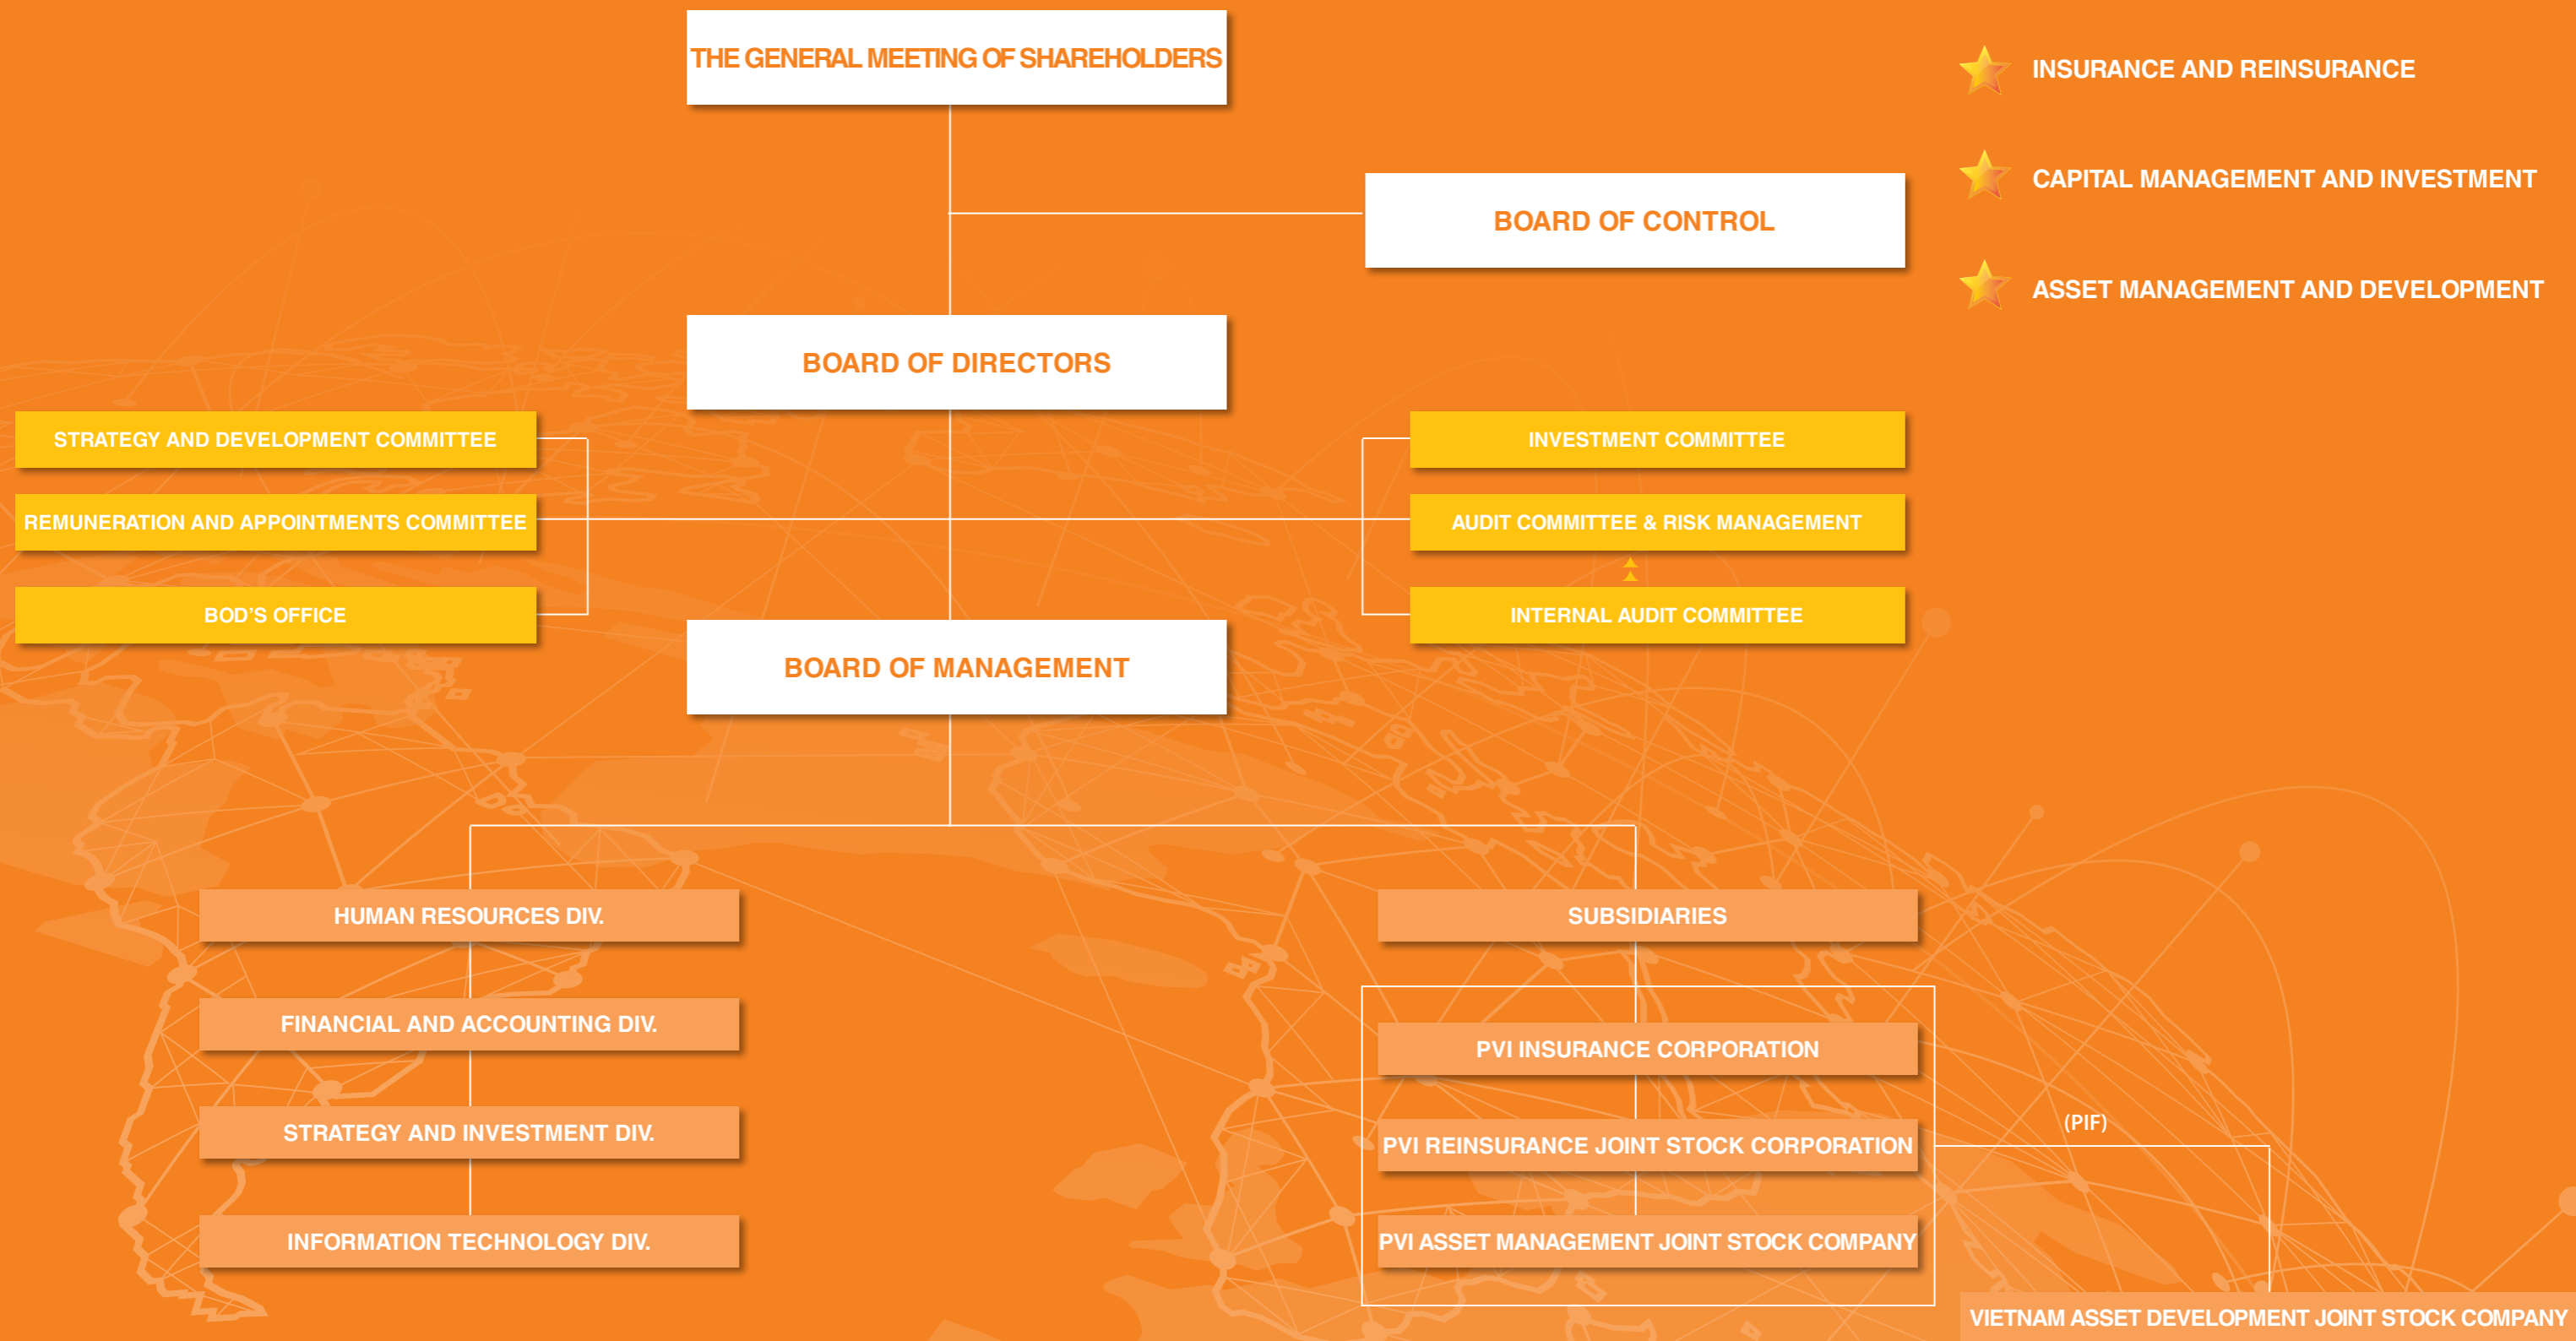 THE GENERAL MEETING OF SHAREHOLDERS
INSURANCE AND REINSURANCE
CAPITAL MANAGEMENT AND INVESTMENT
BOARD OF CONTROL
ASSET MANAGEMENT AND DEVELOPMENT
BOARD OF DIRECTORS
STRATEGY AND DEVELOPMENT COMMITTEE
REMUNERATION AND APPOINTMENTS COMMITTEE
BOD'S OFFICE
INVESTMENT COMMITTEE
AUDIT COMMITTEE & RISK MANAGEMENT
INTERNAL AUDIT COMMITTEE
BOARD OF MANAGEMENT
HUMAN RESOURCES DIV.
FINANCIAL AND ACCOUNTING DIV.
STRATEGY AND INVESTMENT DIV.
INFORMATION TECHNOLOGY DIV.
SUBSIDIARIES
PVI INSURANCE CORPORATION
PVI REINSURANCE JOINT STOCK CORPORATION
PVI ASSET MANAGEMENT JOINT STOCK COMPANY
(PIF)
VIETNAM ASSET DEVELOPMENT JOINT STOCK COMPANY